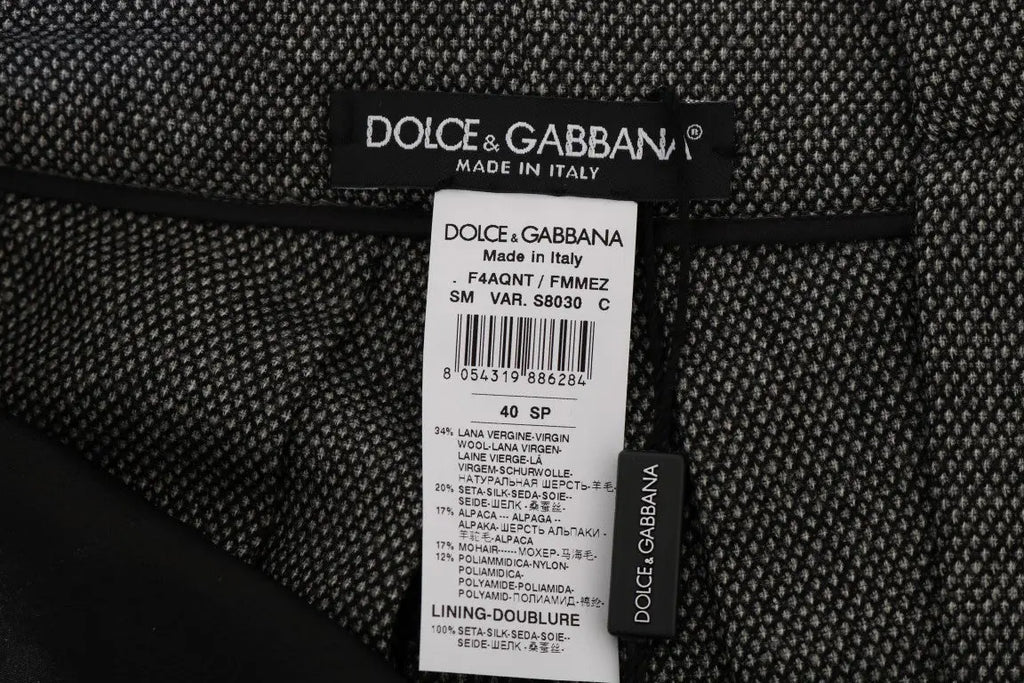 DOLCE & GABBANA®
MADE IN ITALY
DOLCE & GABBANA
Made in Italy
. F4AQNT / FMMEZ
SM VAR. S8030 C
8 054319 886284
40 SP
34% LANA VERGINE-VIRGIN
WOOL-LANA VIRGEN-
LAINE VIERGE-LÃ
VIRGEM-SCHURWOLLE-
НАТУРАЛЬНАЯ ШЕРСТЬ-羊毛-
20% SETA-SILK-SEDA-SOIE--
SEIDE-ШЕЛК -桑蚕丝-
17% ALPACA --- ALPAGA --
ALPAKA-ШЕРСТЬ АЛЬПАКИ -
羊驼毛-ALPACA
17% MOHAIR------МОХЕР-马海毛-
12% POLIAMMIDICA-NYLON-
POLIAMIDICA-
POLYAMIDE-POLIAMIDA-
POLYAMID-ПОЛИАМИД-锦纶-
LINING-DOUBLURE
100% SETA-SILK-SEDA-SOIE--
SEIDE-ШЕЛК -桑蚕丝-
DOLCE & GABBANA